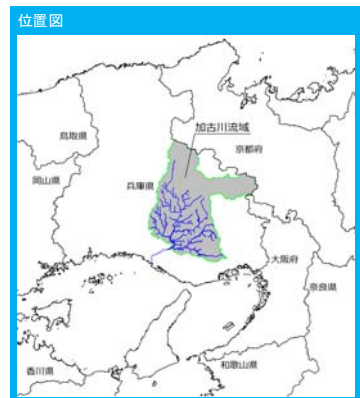 位置図
鳥取県
加古川流域
京都府
岡山県
兵庫県
大阪府
奈良県
香川県
和歌山県